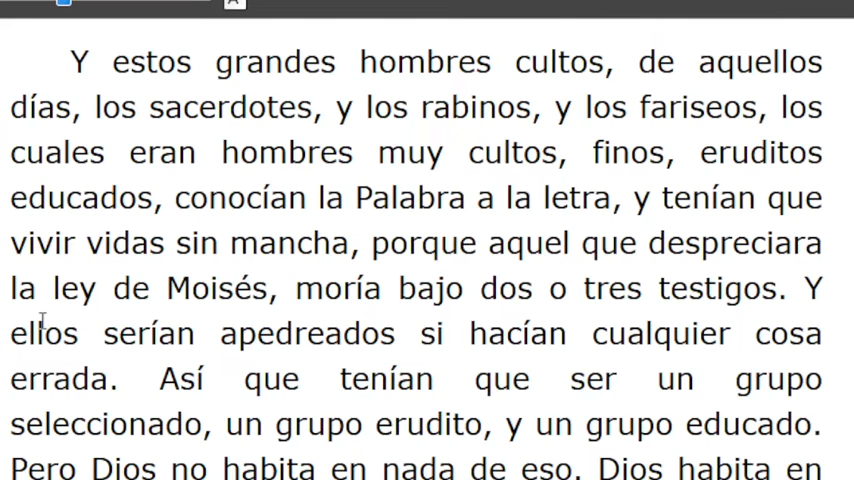 Y estos grandes hombres cultos, de aquellos
días, los sacerdotes, y los rabinos, y los fariseos, los
cuales eran hombres muy cultos, finos, eruditos
educados, conocían la Palabra a la letra, y tenían que
vivir vidas sin mancha, porque aquel que despreciara
la ley de Moisés, moría bajo dos o tres testigos. Y
ellos serían apedreados si hacían cualquier cosa
errada. Así que tenían que ser un grupo
seleccionado, un grupo erudito, y un grupo educado.
Pero Dios no habita en nada de eso. Dios habita en